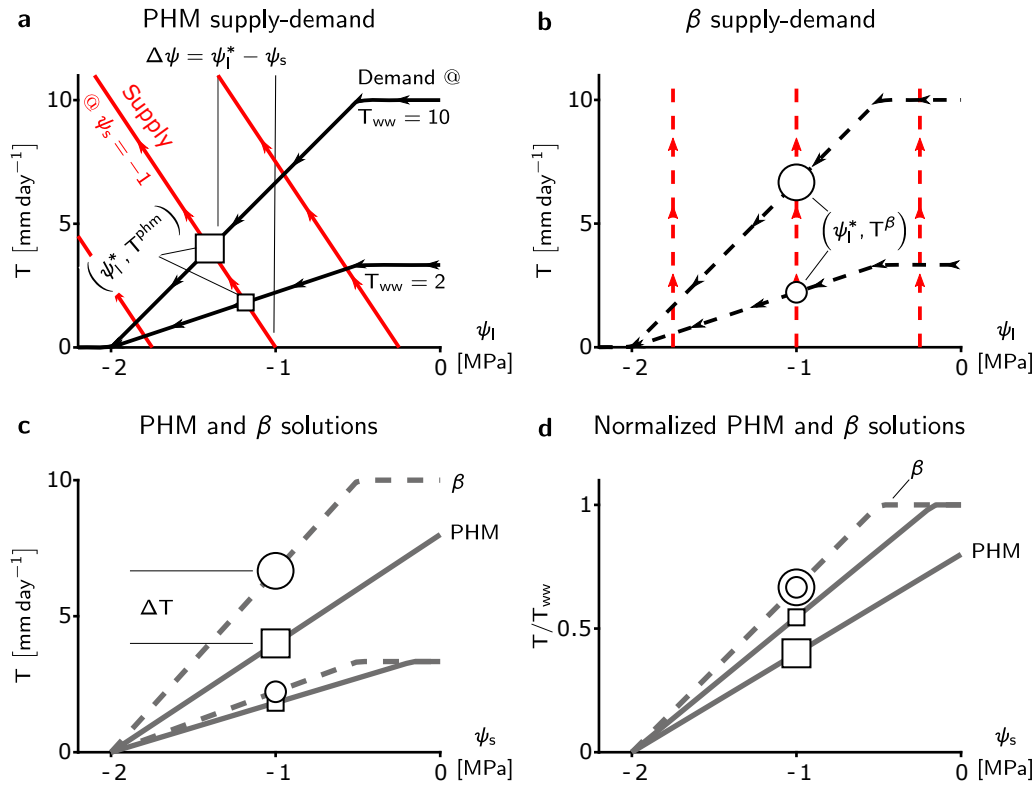 a
PHM supply-demand
Δψ = ψ*l − ψs
Supply
@ ψs = −1
Demand @
Tww = 10
Tww = 2
(ψ*l, Tphm)
T [mm day−1]
10
5
0
-2
-1
0
ψl
[MPa]
b
β supply-demand
(ψ*l, Tβ)
T [mm day−1]
10
5
0
-2
-1
0
ψl
[MPa]
c
PHM and β solutions
β
PHM
ΔT
T [mm day−1]
10
5
0
-2
-1
0
ψs
[MPa]
d
Normalized PHM and β solutions
β
PHM
T/Tww
1
0.5
0
-2
-1
0
ψs
[MPa]